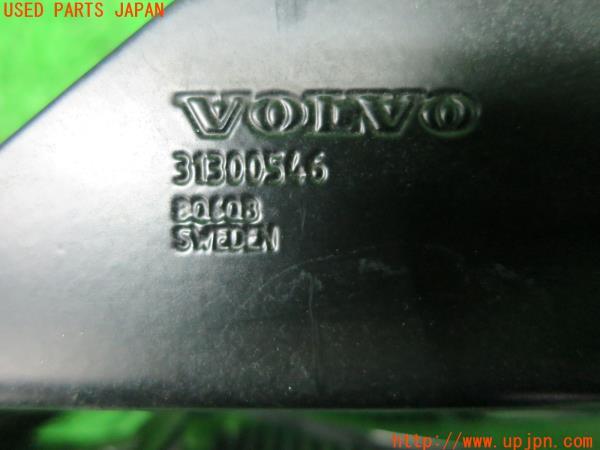 USED PARTS JAPAN
VOLVO
31300546
SWEDEN
http://www.upjpn.com/